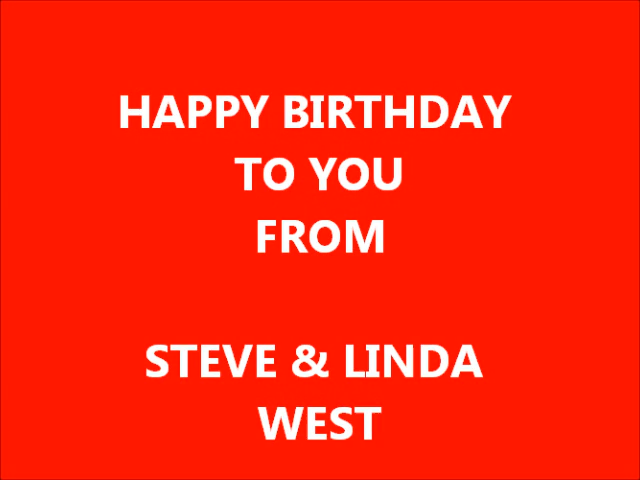 HAPPY BIRTHDAY
TO YOU
FROM
STEVE & LINDA
WEST